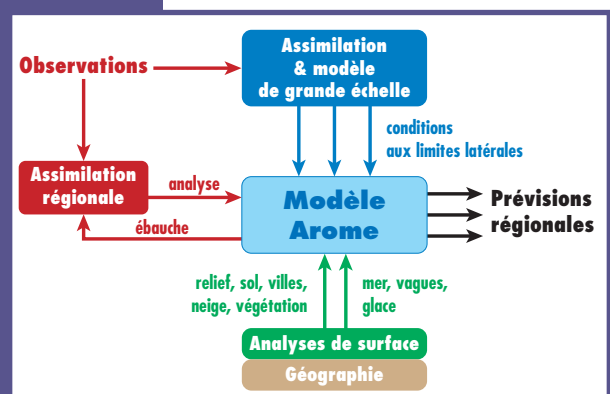 Observations
Assimilation
& modèle
de grande échelle
conditions
aux limites latérales
Assimilation
régionale
analyse
ébauche
Modèle
Arome
Prévisions
régionales
relief, sol, villes,
neige, végétation
mer, vagues,
glace
Analyses de surface
Géographie